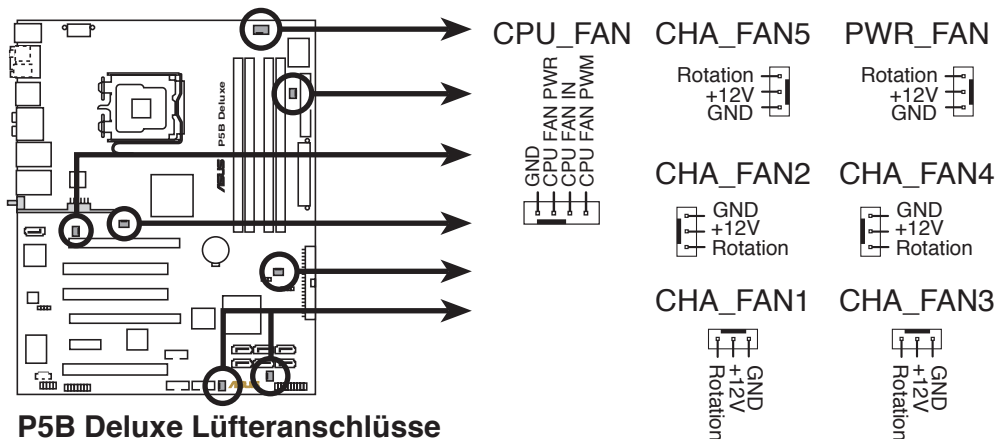 CPU_FAN
GND
CPU FAN PWR
CPU FAN IN
CPU FAN PWM
CHA_FAN5
Rotation
+12V
GND
PWR_FAN
Rotation
+12V
GND
CHA_FAN2
GND
+12V
Rotation
CHA_FAN4
GND
+12V
Rotation
CHA_FAN1
Rotation
+12V
GND
CHA_FAN3
Rotation
+12V
GND
P5B Deluxe
ASUS
ASUS
P5B Deluxe Lüfteranschlüsse